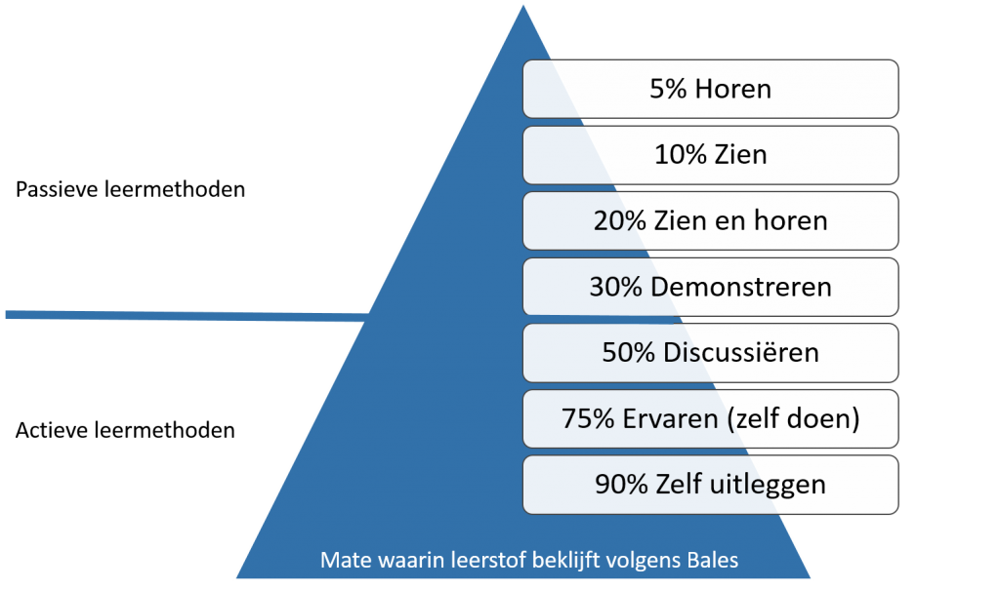 5% Horen
10% Zien
Passieve leermethoden
20% Zien en horen
30% Demonstreren
50% Discussiëren
Actieve leermethoden
75% Ervaren (zelf doen)
90% Zelf uitleggen
Mate waarin leerstof beklijft volgens Bales